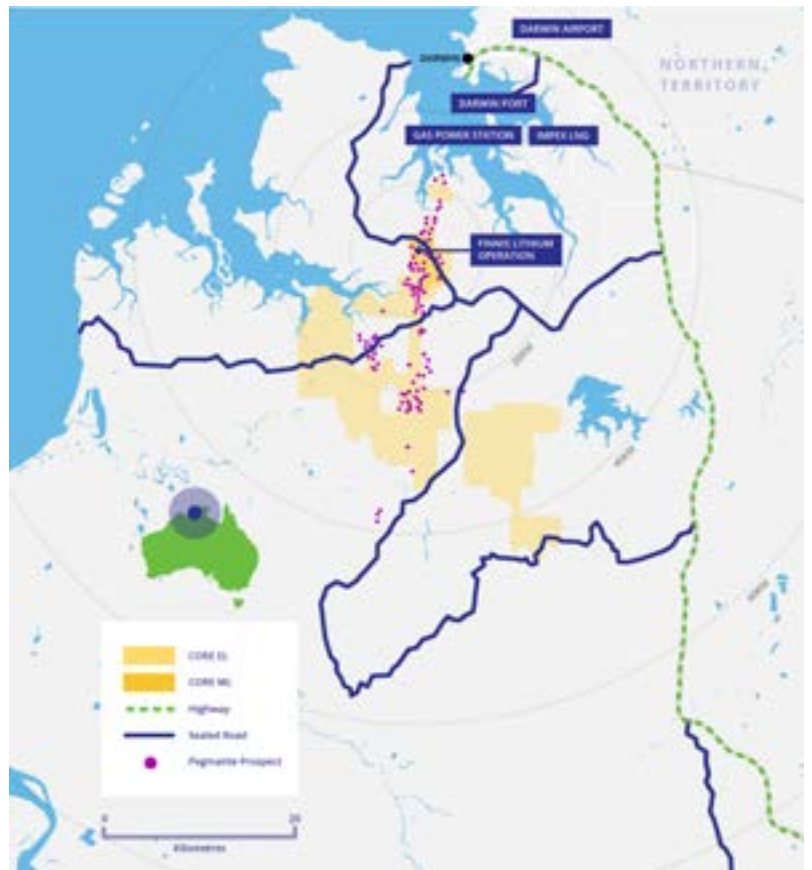 DARWIN AIRPORT
DARWIN
NORTHERN
TERRITORY
DARWIN PORT
GAS POWER STATION
IMPEX LNG
FINNIS LITHIUM
OPERATION
CORE EL
CORE ML
Highway
Sealed Road
Pegmatite Prospect
0
20
Kilometres